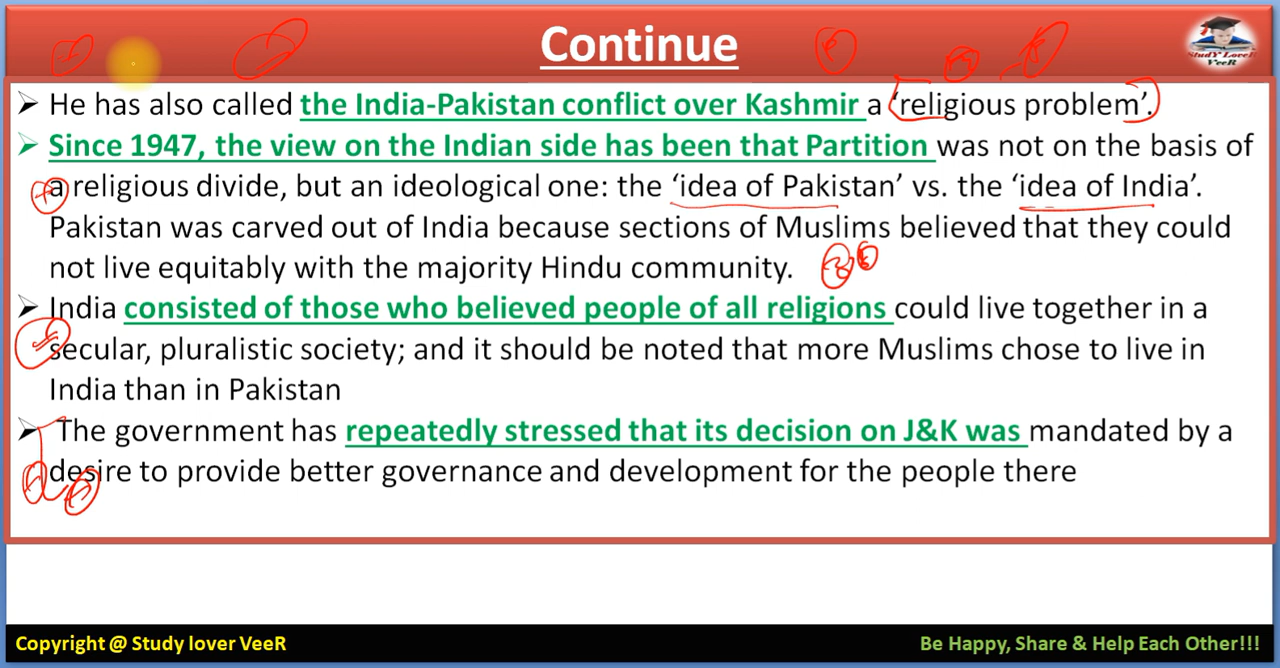 Continue
StudY LoveR
VeeR
➢ He has also called the India-Pakistan conflict over Kashmir a ‘religious problem’.
➢ Since 1947, the view on the Indian side has been that Partition was not on the basis of
a religious divide, but an ideological one: the ‘idea of Pakistan’ vs. the ‘idea of India’.
Pakistan was carved out of India because sections of Muslims believed that they could
not live equitably with the majority Hindu community.
➢ India consisted of those who believed people of all religions could live together in a
secular, pluralistic society; and it should be noted that more Muslims chose to live in
India than in Pakistan
➢ The government has repeatedly stressed that its decision on J&K was mandated by a
desire to provide better governance and development for the people there
Copyright @ Study lover VeeR
Be Happy, Share & Help Each Other!!!